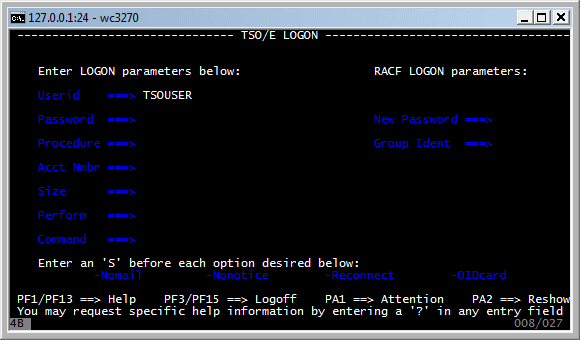 127.0.0.1:24 - wc3270
------------------------------- TSO/E LOGON -----------------------------------
Enter LOGON parameters below: RACF LOGON parameters:
Userid ===> TSOUSER
Password ===> New Password ===>
Procedure ===> Group Ident ===>
Acct Nmbr ===>
Size ===>
Perform ===>
Command ===>
Enter an 'S' before each option desired below:
-Nomail -Nonotice -Reconnect -OIDcard
PF1/PF13 ==> Help PF3/PF15 ==> Logoff PA1 ==> Attention PA2 ==> Reshow
You may request specific help information by entering a '?' in any entry field
4B 008/027